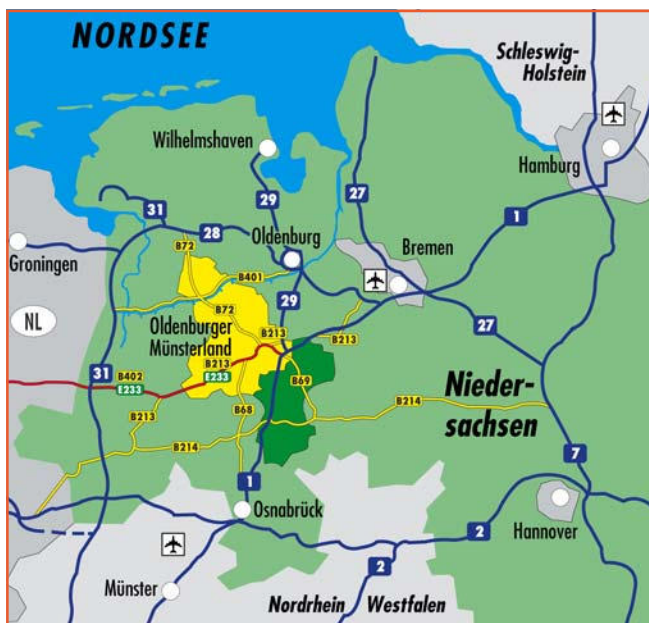 NORDSEE
Schleswig-
Holstein
Wilhelmshaven
Hamburg
31
29
27
1
28
B72
Oldenburg
Bremen
Groningen
B401
29
B72
NL
Oldenburger
Münsterland
B213
B213
27
31
B402
E233
B213
E233
B69
Nieder-
sachsen
B213
B68
B214
B214
7
1
Osnabrück
2
Hannover
Münster
2
Nordrhein Westfalen